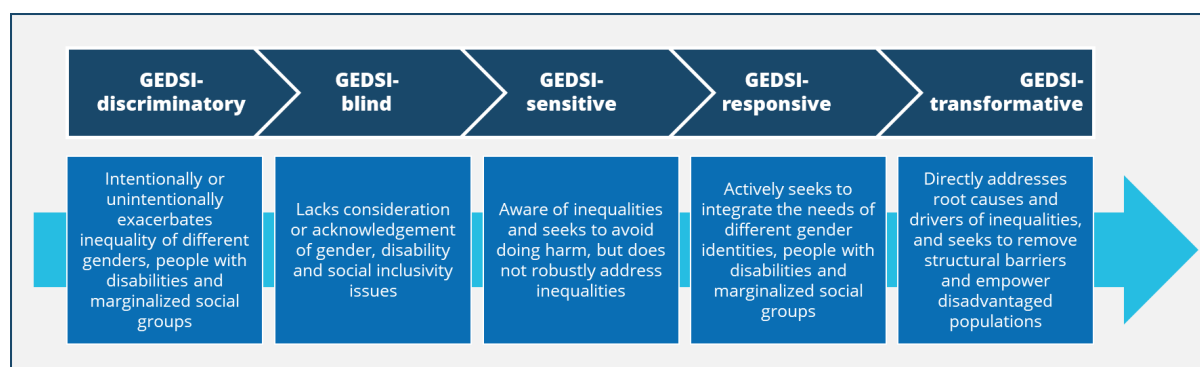 GEDSI-
discriminatory
GEDSI-
blind
GEDSI-
sensitive
GEDSI-
responsive
GEDSI-
transformative
Intentionally or
unintentionally
exacerbates
inequality of different
genders, people with
disabilities and
marginalized social
groups
Lacks consideration
or acknowledgement
of gender, disability
and social inclusivity
issues
Aware of inequalities
and seeks to avoid
doing harm, but does
not robustly address
inequalities
Actively seeks to
integrate the needs of
different gender
identities, people with
disabilities and
marginalized social
groups
Directly addresses
root causes and
drivers of inequalities,
and seeks to remove
structural barriers
and empower
disadvantaged
populations